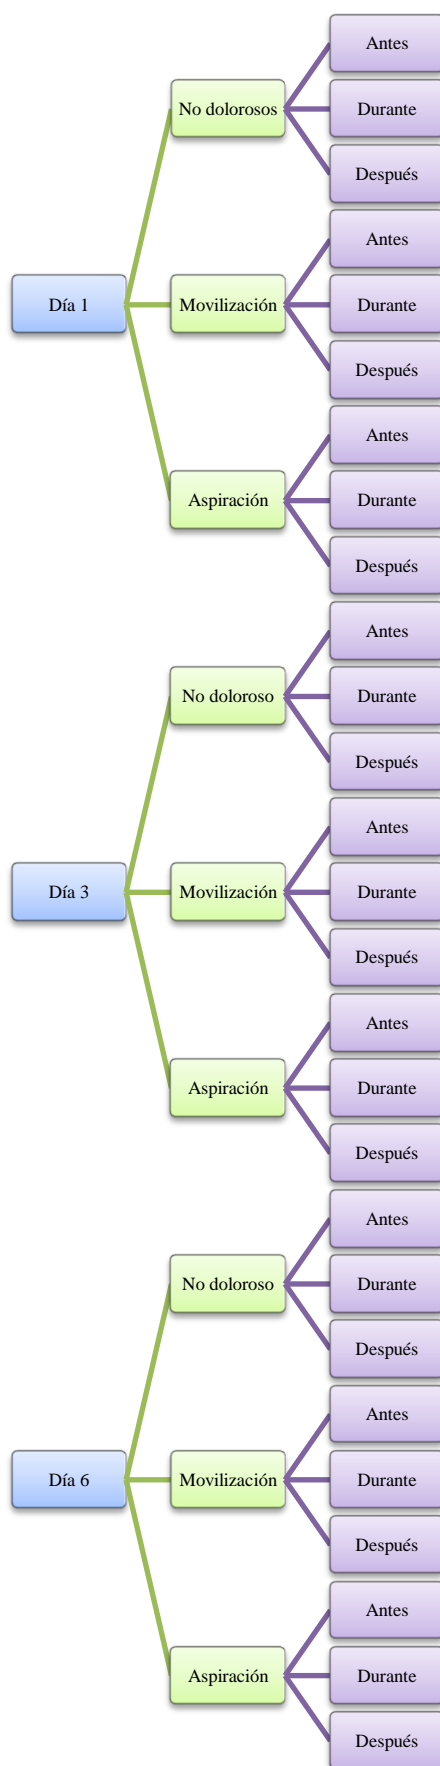 Día 1
No dolorosos
Antes
Durante
Después
Movilización
Antes
Durante
Después
Aspiración
Antes
Durante
Después
Día 3
No doloroso
Antes
Durante
Después
Movilización
Antes
Durante
Después
Aspiración
Antes
Durante
Después
Día 6
No doloroso
Antes
Durante
Después
Movilización
Antes
Durante
Después
Aspiración
Antes
Durante
Después